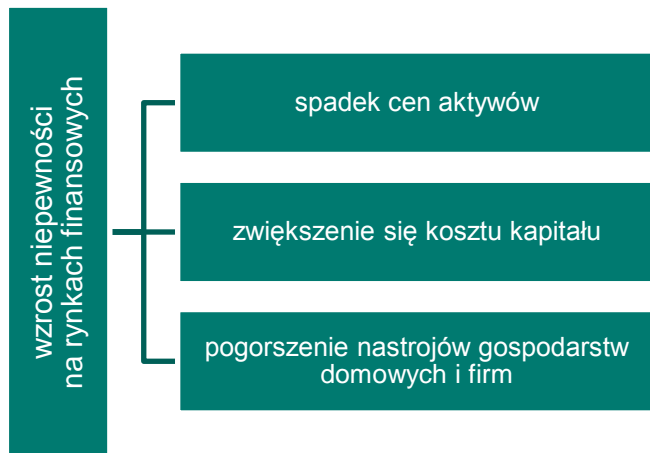 wzrost niepewności
na rynkach finansowych
spadek cen aktywów
zwiększenie się kosztu kapitału
pogorszenie nastrojów gospodarstw
domowych i firm